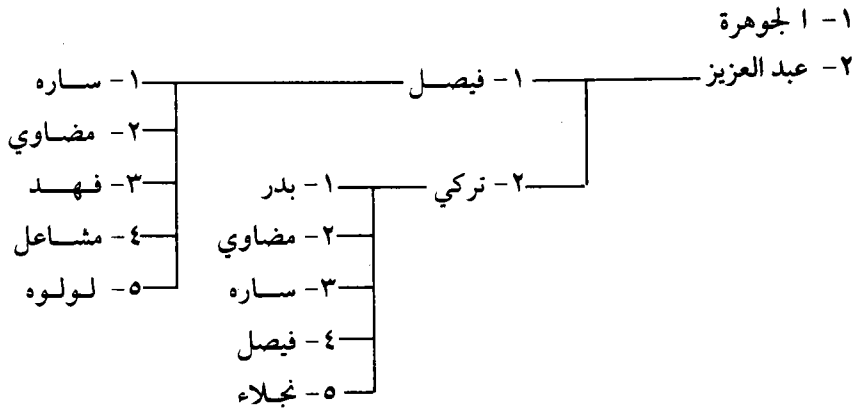 ١- الجوهرة
٢- عبد العزيز
١- فيصل
١- ساره
٢- مضاوي
٣- فهد
٤- مشاعل
٥- لولوه
٢- تركي
١- بدر
٢- مضاوي
٣- ساره
٤- فيصل
٥- نجلاء